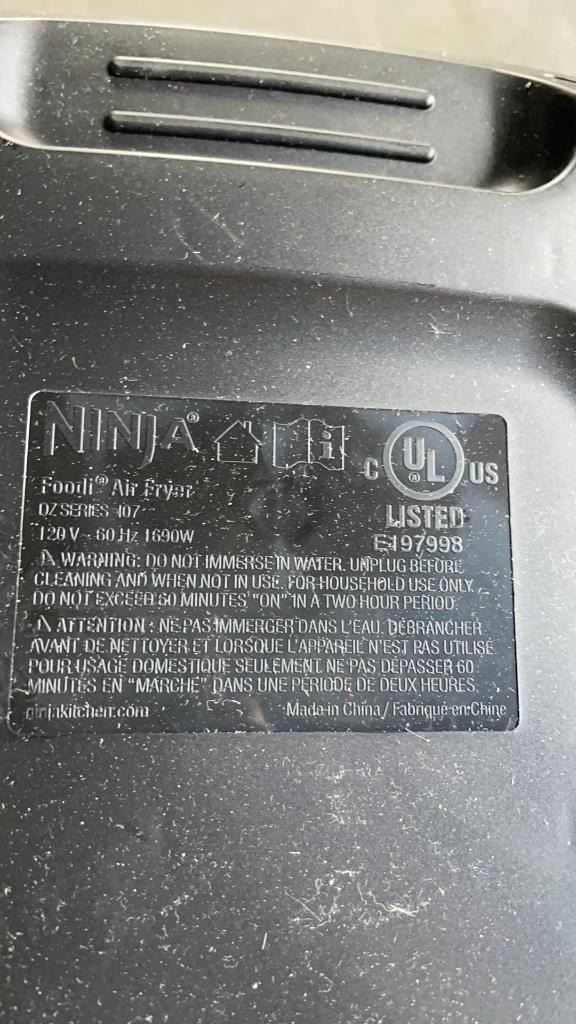 NINJA®
C UL® US
LISTED
E197998
Foodi® Air Fryer
DZ SERIES 107
120 V ~ 60 Hz 1690W
⚠ WARNING: DO NOT IMMERSE IN WATER. UNPLUG BEFORE
CLEANING AND WHEN NOT IN USE. FOR HOUSEHOLD USE ONLY.
DO NOT EXCEED 60 MINUTES "ON" IN A TWO HOUR PERIOD.
⚠ ATTENTION : NE PAS IMMERGER DANS L'EAU. DÉBRANCHER
AVANT DE NETTOYER ET LORSQUE L'APPAREIL N'EST PAS UTILISÉ.
POUR USAGE DOMESTIQUE SEULEMENT NE PAS DÉPASSER 60
MINUTES EN "MARCHE" DANS UNE PÉRIODE DE DEUX HEURES.
ninjakitchen.com
Made in China / Fabriqué en Chine